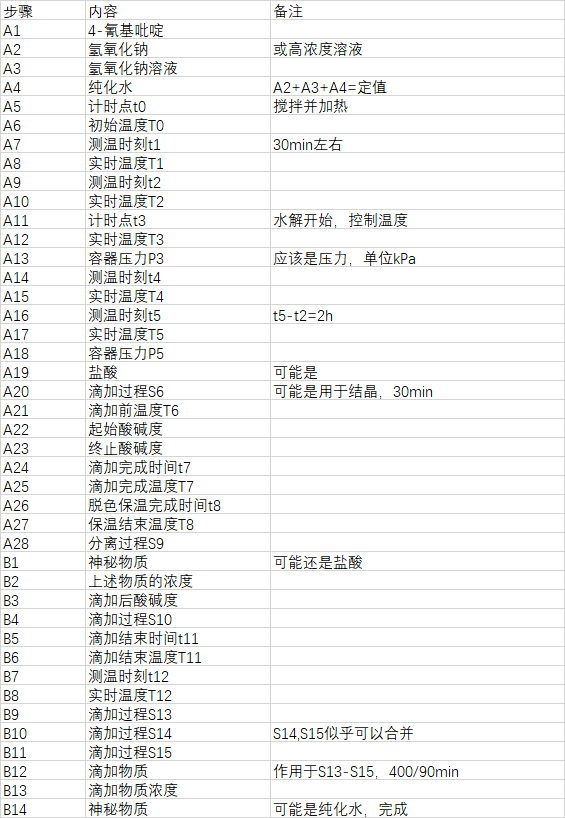 步骤 内容 备注
A1 4-氰基吡啶
A2 氢氧化钠 或高浓度溶液
A3 氢氧化钠溶液
A4 纯化水 A2+A3+A4=定值
A5 计时点t0 搅拌并加热
A6 初始温度T0
A7 测温时刻t1 30min左右
A8 实时温度T1
A9 测温时刻t2
A10 实时温度T2
A11 计时点t3 水解开始，控制温度
A12 实时温度T3
A13 容器压力P3 应该是压力，单位kPa
A14 测温时刻t4
A15 实时温度T4
A16 测温时刻t5 t5-t2=2h
A17 实时温度T5
A18 容器压力P5
A19 盐酸 可能是
A20 滴加过程S6 可能是用于结晶，30min
A21 滴加前温度T6
A22 起始酸碱度
A23 终止酸碱度
A24 滴加完成时间t7
A25 滴加完成温度T7
A26 脱色保温完成时间t8
A27 保温结束温度T8
A28 分离过程S9
B1 神秘物质 可能还是盐酸
B2 上述物质的浓度
B3 滴加后酸碱度
B4 滴加过程S10
B5 滴加结束时间t11
B6 滴加结束温度T11
B7 测温时刻t12
B8 实时温度T12
B9 滴加过程S13
B10 滴加过程S14 S14,S15似乎可以合并
B11 滴加过程S15
B12 滴加物质 作用于S13-S15，400/90min
B13 滴加物质浓度
B14 神秘物质 可能是纯化水，完成